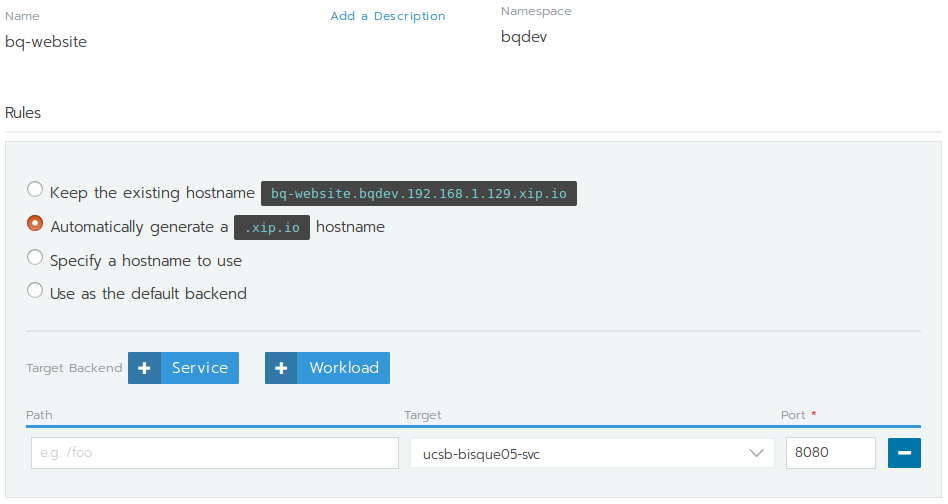 Name Add a Description Namespace
bq-website bqdev
Rules
Keep the existing hostname bq-website.bqdev.192.168.1.129.xip.io
Automatically generate a .xip.io hostname
Specify a hostname to use
Use as the default backend
Target Backend + Service + Workload
Path Target Port *
e.g. /foo ucsb-bisque05-svc 8080